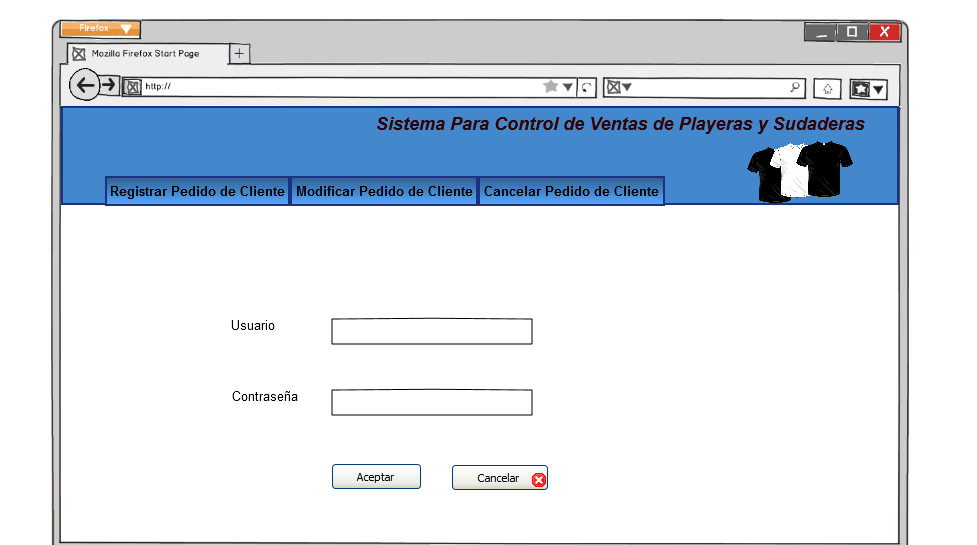 Firefox
Mozilla Firefox Start Page
http://
Sistema Para Control de Ventas de Playeras y Sudaderas
Registrar Pedido de Cliente Modificar Pedido de Cliente Cancelar Pedido de Cliente
Usuario
Contraseña
Aceptar Cancelar